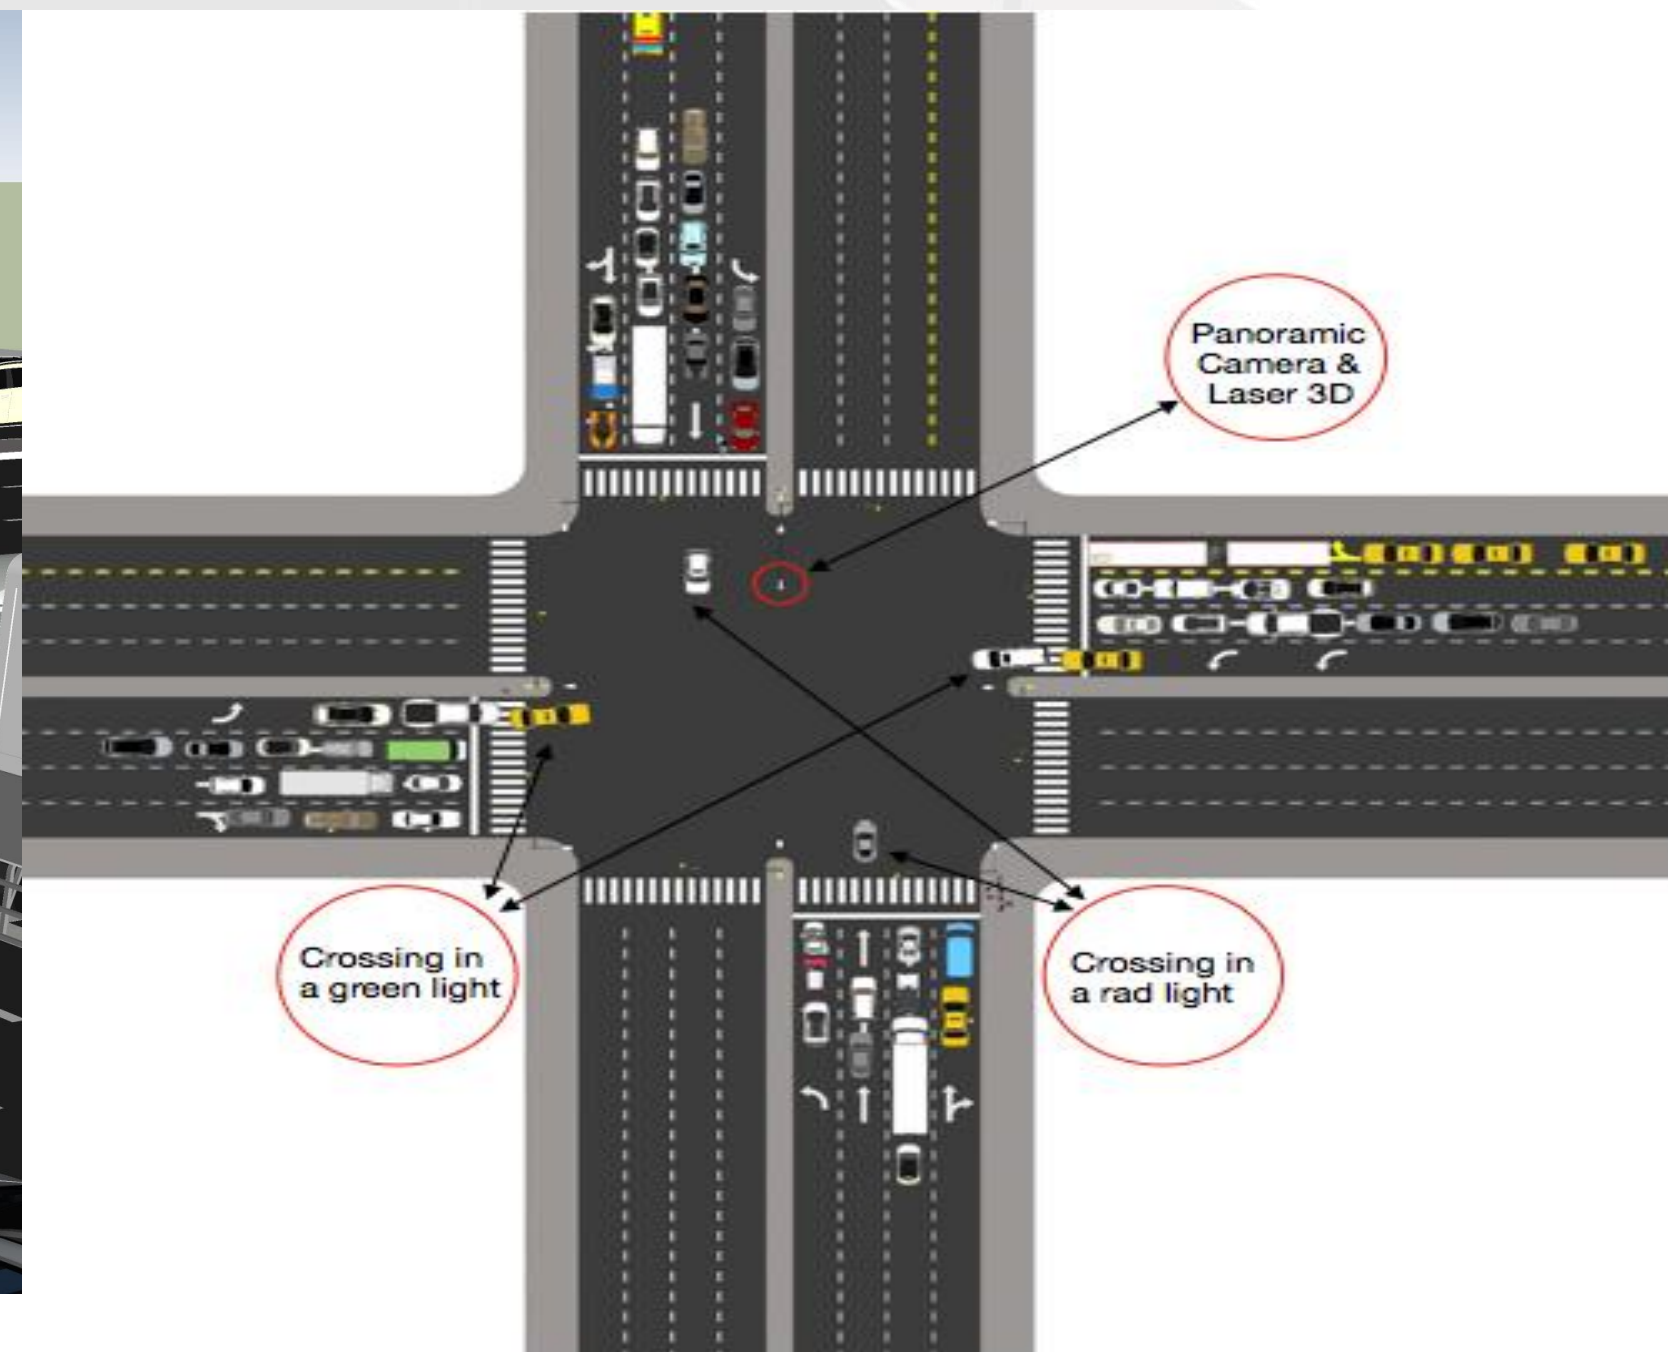 Panoramic
Camera &
Laser 3D
Crossing in
a green light
Crossing in
a rad light